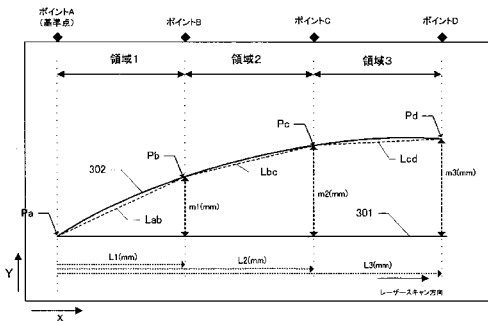 ポイントA
(基準点)
ポイントB
ポイントC
ポイントD
領域1
領域2
領域3
Pd
Pc
Pb
302
Lbc
Lcd
Pa
Lab
m1(mm)
m2(mm)
m3(mm)
301
L1(mm)
L2(mm)
L3(mm)
Y
X
レーザースキャン方向